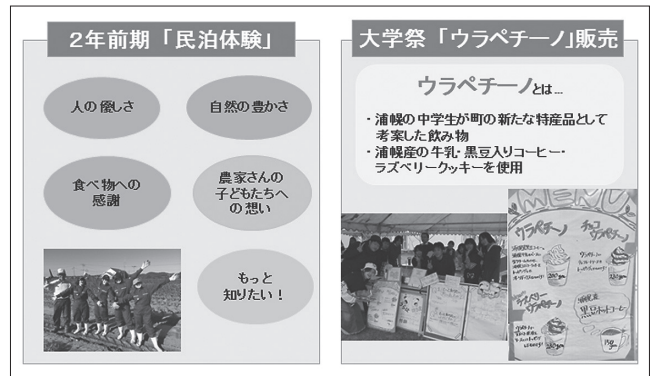 2年前期「民泊体験」
人の優しさ
自然の豊かさ
食べ物への
感謝
農家さんの
子どもたちへ
の想い
もっと
知りたい!
大学祭「ウラペチーノ」販売
ウラペチーノとは…
・浦幌の中学生が町の新たな特産品として
考案した飲み物
・浦幌産の牛乳・黒豆入りコーヒー・
ラズベリークッキーを使用
MENU
ウラペチーノ
チョコ
ウラペチーノ